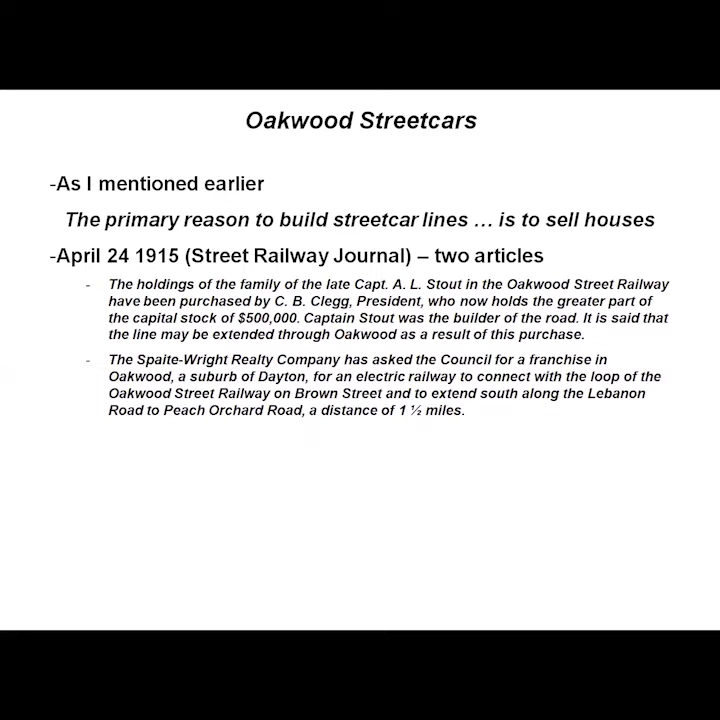 Oakwood Streetcars
-As I mentioned earlier
The primary reason to build streetcar lines … is to sell houses
-April 24 1915 (Street Railway Journal) – two articles
- The holdings of the family of the late Capt. A. L. Stout in the Oakwood Street Railway
have been purchased by C. B. Clegg, President, who now holds the greater part of
the capital stock of $500,000. Captain Stout was the builder of the road. It is said that
the line may be extended through Oakwood as a result of this purchase.
- The Spaite-Wright Realty Company has asked the Council for a franchise in
Oakwood, a suburb of Dayton, for an electric railway to connect with the loop of the
Oakwood Street Railway on Brown Street and to extend south along the Lebanon
Road to Peach Orchard Road, a distance of 1 ½ miles.